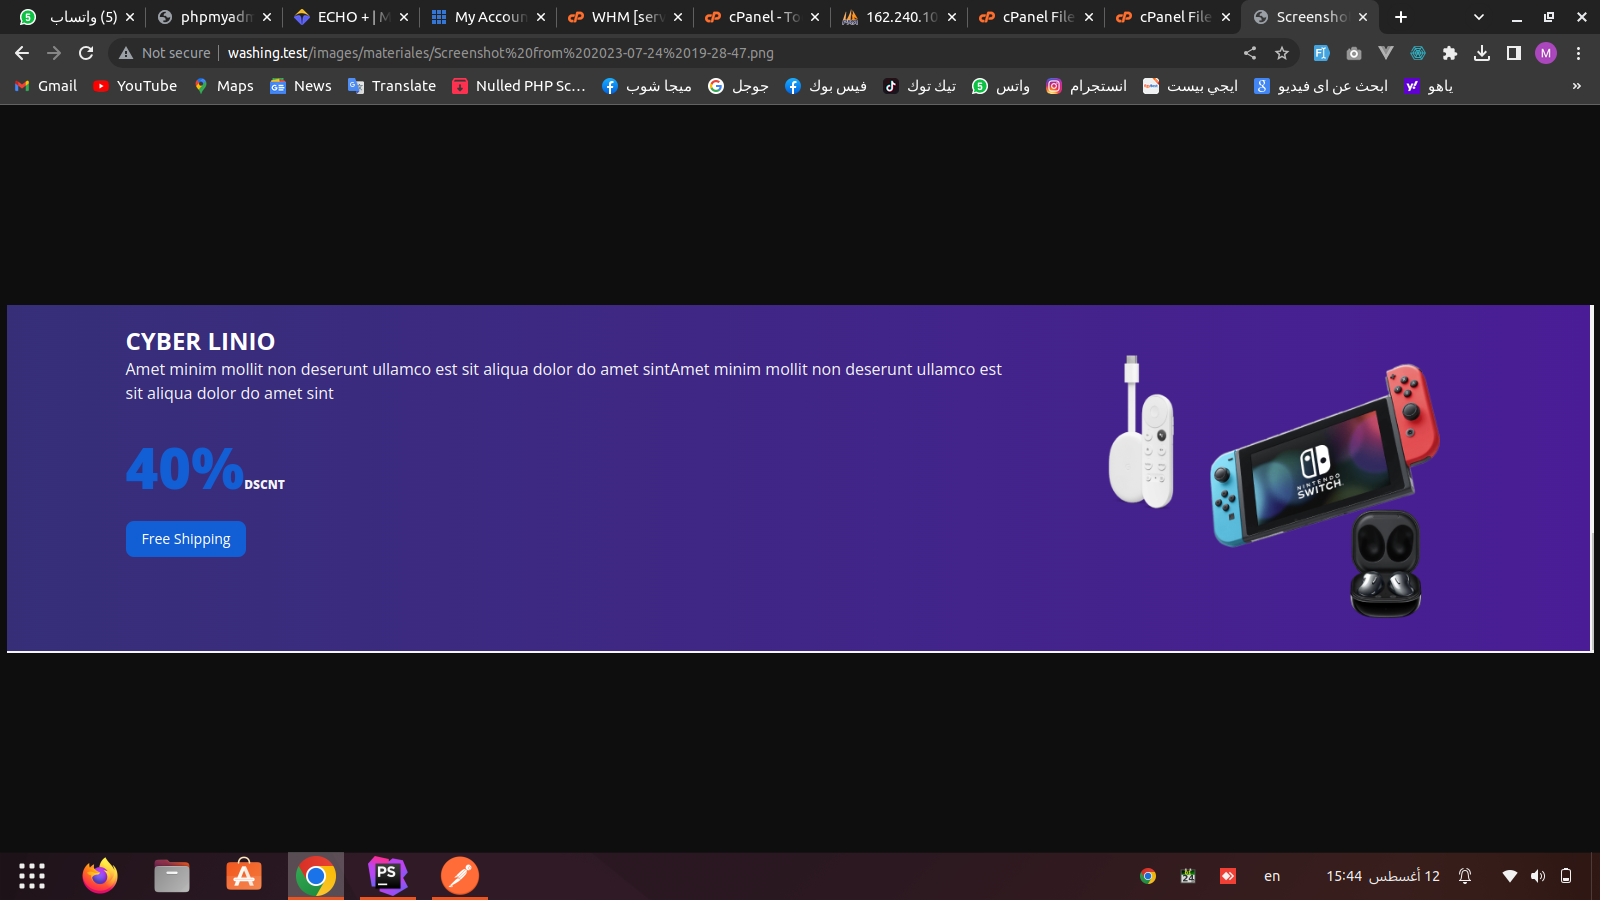 (5) واتساب
phpmyadm
ECHO + | M
My Accoun
WHM [serv
cPanel - To
162.240.10
cPanel File
cPanel File
Screensho
Not secure
washing.test/images/materiales/Screenshot%20from%202023-07-24%2019-28-47.png
M
Gmail
YouTube
Maps
News
Translate
Nulled PHP Sc...
ميجا شوب
جوجل
فيس بوك
تيك توك
واتس
انستجرام
ايجي بيست
ابحث عن اى فيديو
ياهو
»
CYBER LINIO
Amet minim mollit non deserunt ullamco est sit aliqua dolor do amet sintAmet minim mollit non deserunt ullamco est
sit aliqua dolor do amet sint
40%DSCNT
Free Shipping
NINTENDO
SWITCH
PS
en
12 أغسطس 15:44